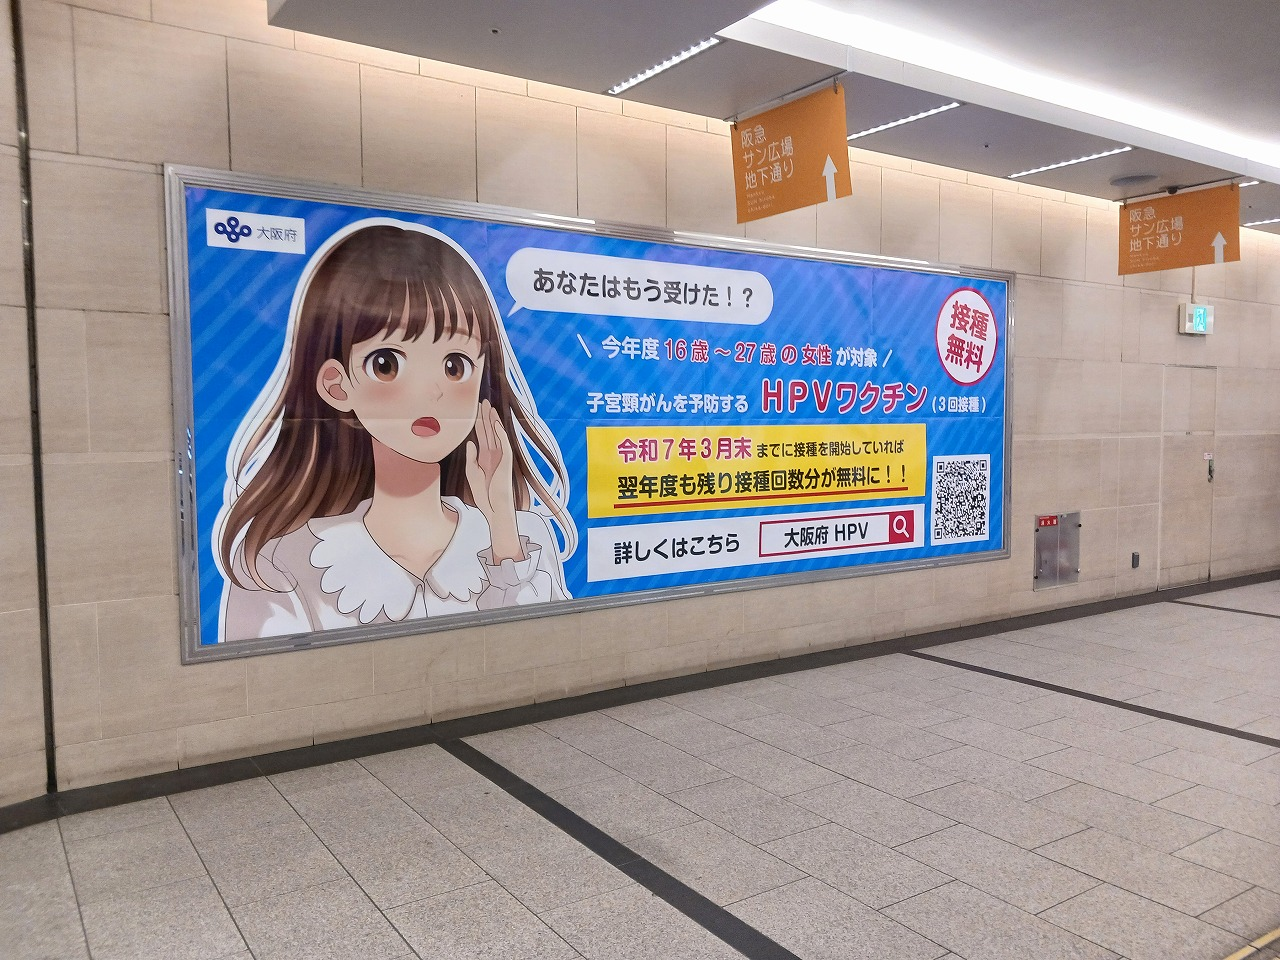 大阪府
あなたはもう受けた！？
\ 今年度 16歳～27歳の女性が対象 /
子宮頸がんを予防する HPVワクチン(3回接種)
接種
無料
令和7年3月末までに接種を開始していれば
翌年度も残り接種回数分が無料に！！
詳しくはこちら 大阪府 HPV
阪急
サン広場
地下通り
阪急
サン広場
地下通り
消火器